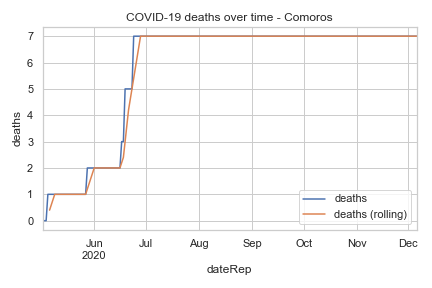 COVID-19 deaths over time - Comoros
7
6
5
4
3
2
1
0
deaths
Jun
2020
Jul
Aug
Sep
Oct
Nov
Dec
dateRep
deaths
deaths (rolling)